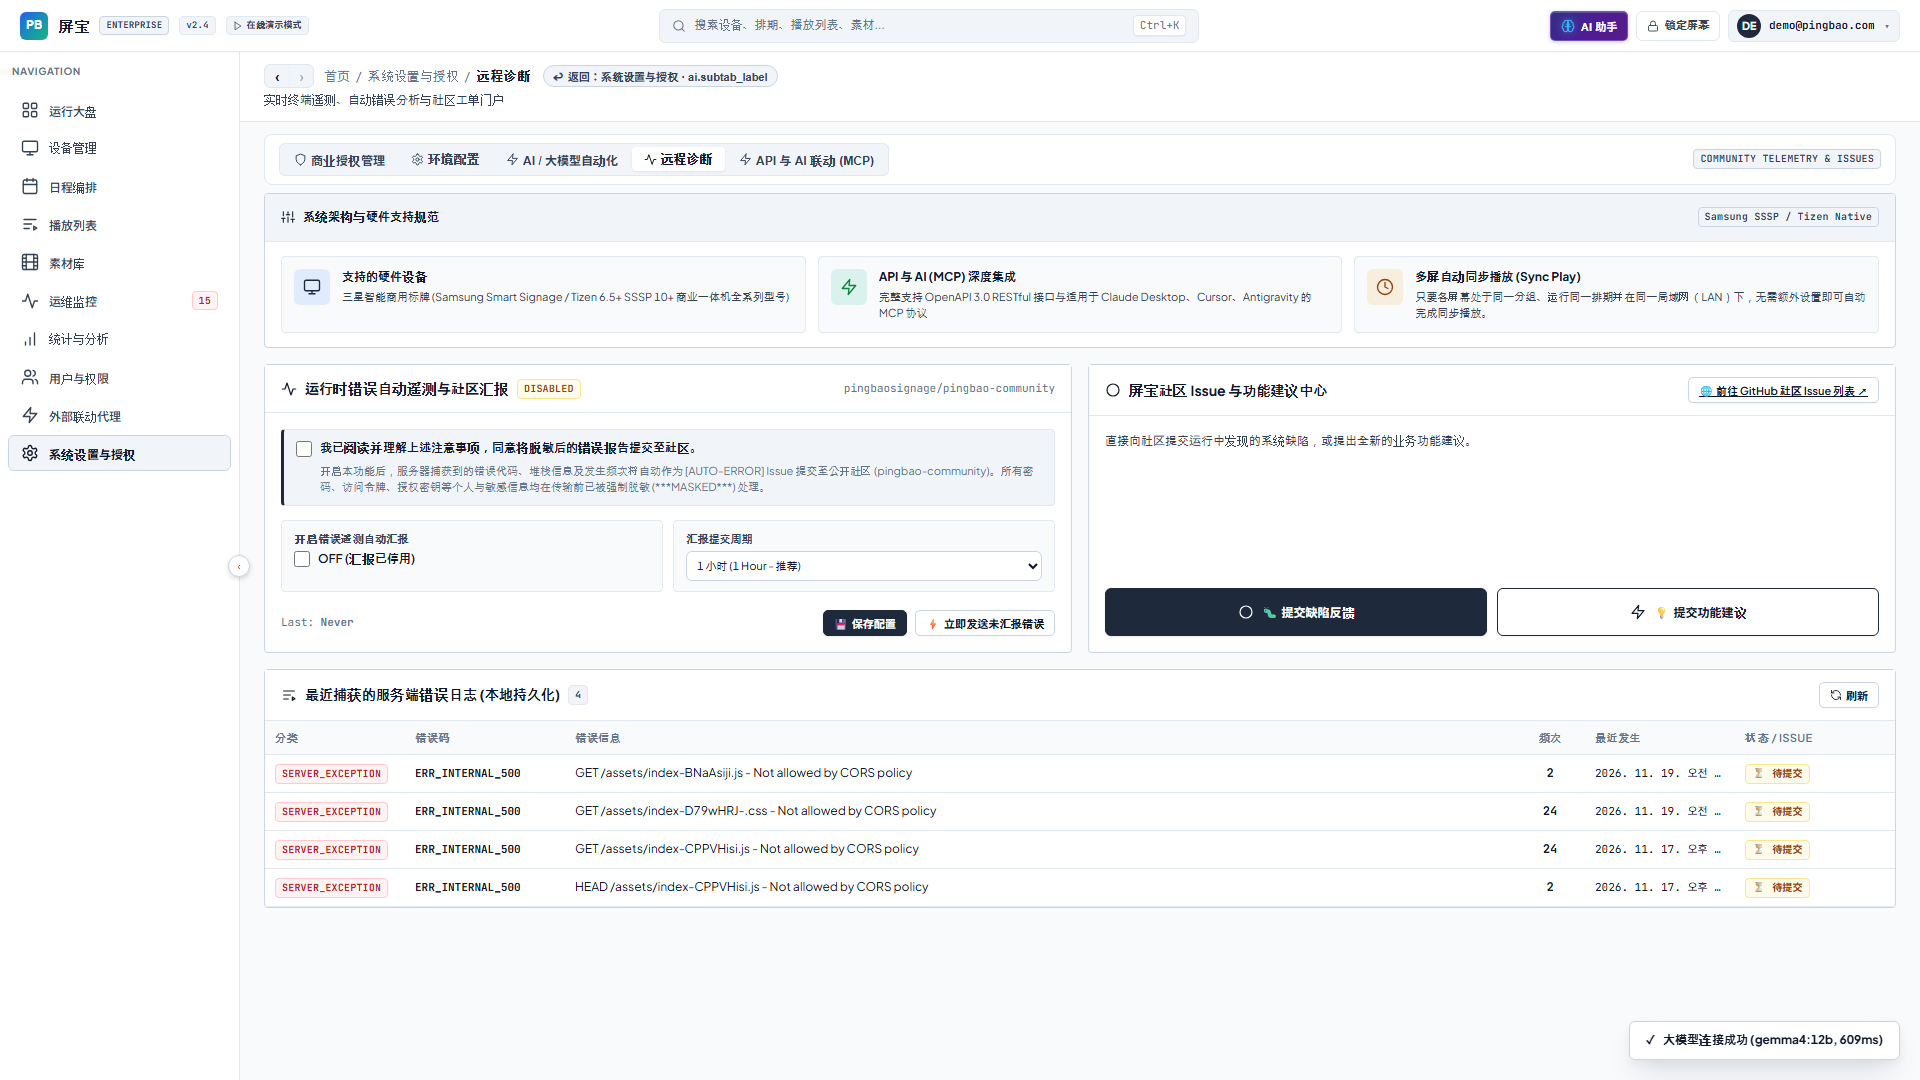 PB 屏宝 ENTERPRISE v2.4 在线演示模式
搜索设备、排期、播放列表、素材... Ctrl+K
AI 助手 锁定屏幕 DE demo@pingbao.com
NAVIGATION
运行大盘
设备管理
日程编排
播放列表
素材库
运维监控 15
统计与分析
用户与权限
外部联动代理
系统设置与授权
首页 / 系统设置与授权 / 远程诊断 返回：系统设置与授权 · ai.subtab_label
实时终端遥测、自动错误分析与社区工单门户
商业授权管理 环境配置 AI / 大模型自动化 远程诊断 API 与 AI 联动 (MCP)
COMMUNITY TELEMETRY & ISSUES
系统架构与硬件支持规范
Samsung SSSP / Tizen Native
支持的硬件设备
三星智能商用标牌 (Samsung Smart Signage / Tizen 6.5+ SSSP 10+ 商业一体机全系列型号)
API 与 AI (MCP) 深度集成
完整支持 OpenAPI 3.0 RESTful 接口与适用于 Claude Desktop、Cursor、Antigravity 的
MCP 协议
多屏自动同步播放 (Sync Play)
只要各屏幕处于同一分组、运行同一排期并在同一局域网（LAN）下，无需额外设置即可自动
完成同步播放。
运行时错误自动遥测与社区汇报 DISABLED
pingbaosignage/pingbao-community
我已阅读并理解上述注意事项，同意将脱敏后的错误报告提交至社区。
开启本功能后，服务器捕获到的错误代码、堆栈信息及发生频次将自动作为 [AUTO-ERROR] Issue 提交至公开社区 (pingbao-community)。所有密
码、访问令牌、授权密钥等个人与敏感信息均在传输前已被强制脱敏 (***MASKED***) 处理。
开启错误遥测自动汇报
OFF (汇报已停用)
汇报提交周期
1 小时 (1 Hour - 推荐)
Last: Never
保存配置
立即发送未汇报错误
屏宝社区 Issue 与功能建议中心
前往 GitHub 社区 Issue 列表 ↗
直接向社区提交运行中发现的系统缺陷，或提出全新的业务功能建议。
提交缺陷反馈
提交功能建议
最近捕获的服务端错误日志 (本地持久化) 4
刷新
分类 错误码 错误信息 频次 最近发生 状态 / ISSUE
SERVER_EXCEPTION ERR_INTERNAL_500 GET /assets/index-BNaAsiji.js - Not allowed by CORS policy 2 2026. 11. 19. 오전 … 待提交
SERVER_EXCEPTION ERR_INTERNAL_500 GET /assets/index-D79wHRJ-.css - Not allowed by CORS policy 24 2026. 11. 19. 오전 … 待提交
SERVER_EXCEPTION ERR_INTERNAL_500 GET /assets/index-CPPVHisi.js - Not allowed by CORS policy 24 2026. 11. 17. 오후 … 待提交
SERVER_EXCEPTION ERR_INTERNAL_500 HEAD /assets/index-CPPVHisi.js - Not allowed by CORS policy 2 2026. 11. 17. 오후 … 待提交
✓ 大模型连接成功 (gemma4:12b, 609ms)